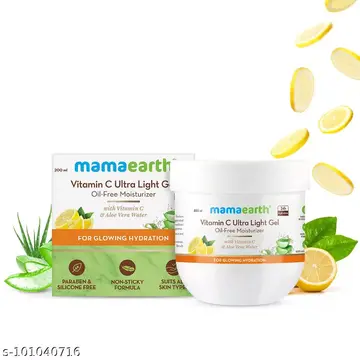 200 ml
mamaearth
Vitamin C Ultra Light Gel
Oil-Free Moisturizer
with Vitamin C
& Aloe Vera Water
FOR GLOWING HYDRATION
PARABEN &
SILICONE FREE
NON-STICKY
FORMULA
SUITS ALL
SKIN TYPES
mamaearth
Vitamin C Ultra Light Gel
Oil-Free Moisturizer
with Vitamin C
& Aloe Vera Water
FOR GLOWING HYDRATION
s-101040716